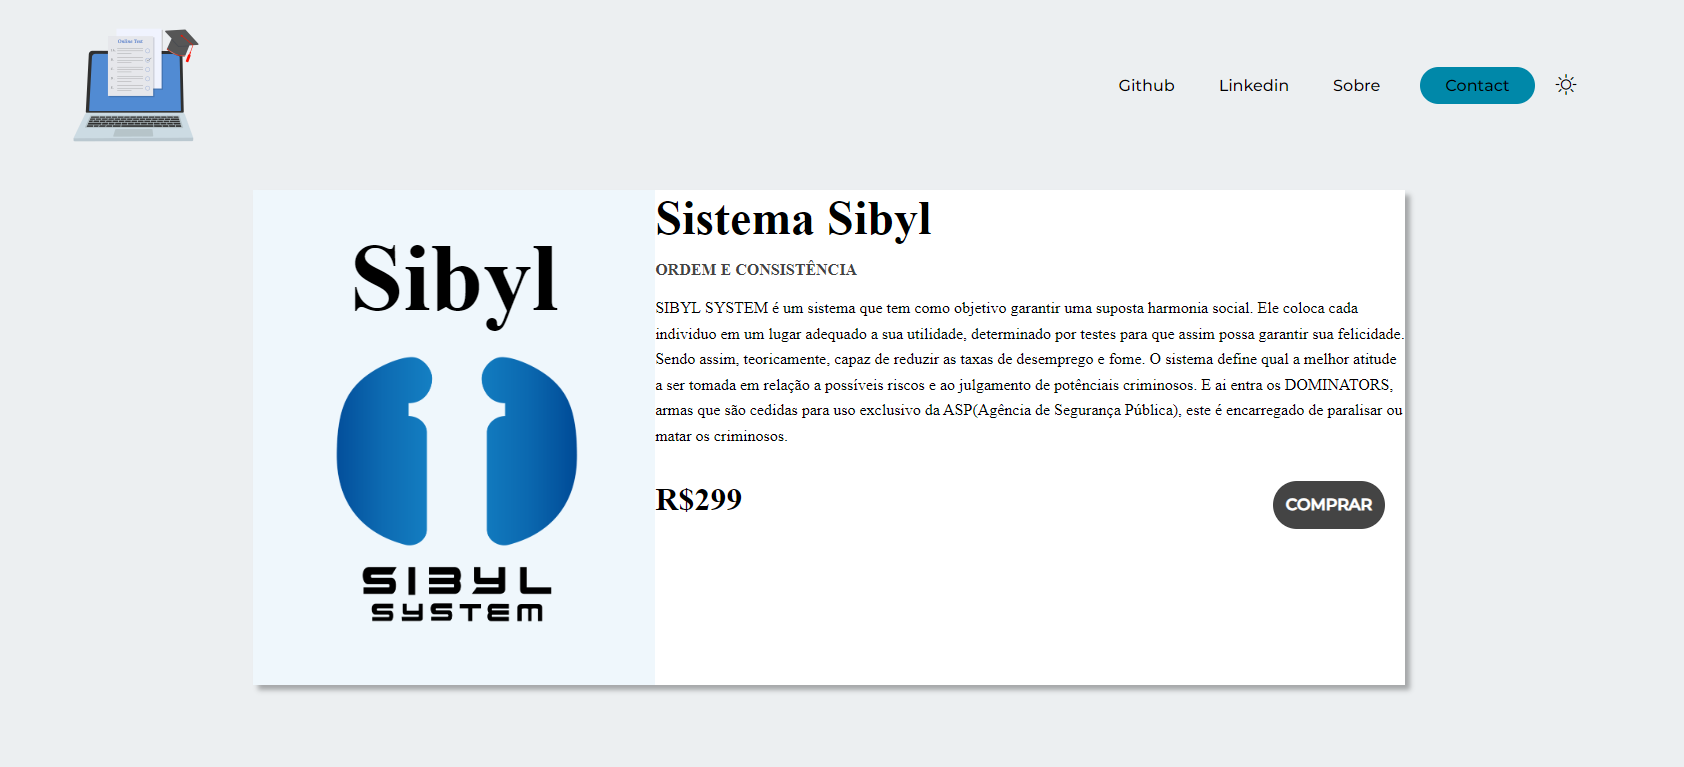 Online Test
Github
Linkedin
Sobre
Contact
Sibyl
SIBYL
SYSTEM
Sistema Sibyl
ORDEM E CONSISTÊNCIA
SIBYL SYSTEM é um sistema que tem como objetivo garantir uma suposta harmonia social. Ele coloca cada
individuo em um lugar adequado a sua utilidade, determinado por testes para que assim possa garantir sua felicidade.
Sendo assim, teoricamente, capaz de reduzir as taxas de desemprego e fome. O sistema define qual a melhor atitude
a ser tomada em relação a possíveis riscos e ao julgamento de potênciais criminosos. E ai entra os DOMINATORS,
armas que são cedidas para uso exclusivo da ASP(Agência de Segurança Pública), este é encarregado de paralisar ou
matar os criminosos.
R$299
COMPRAR